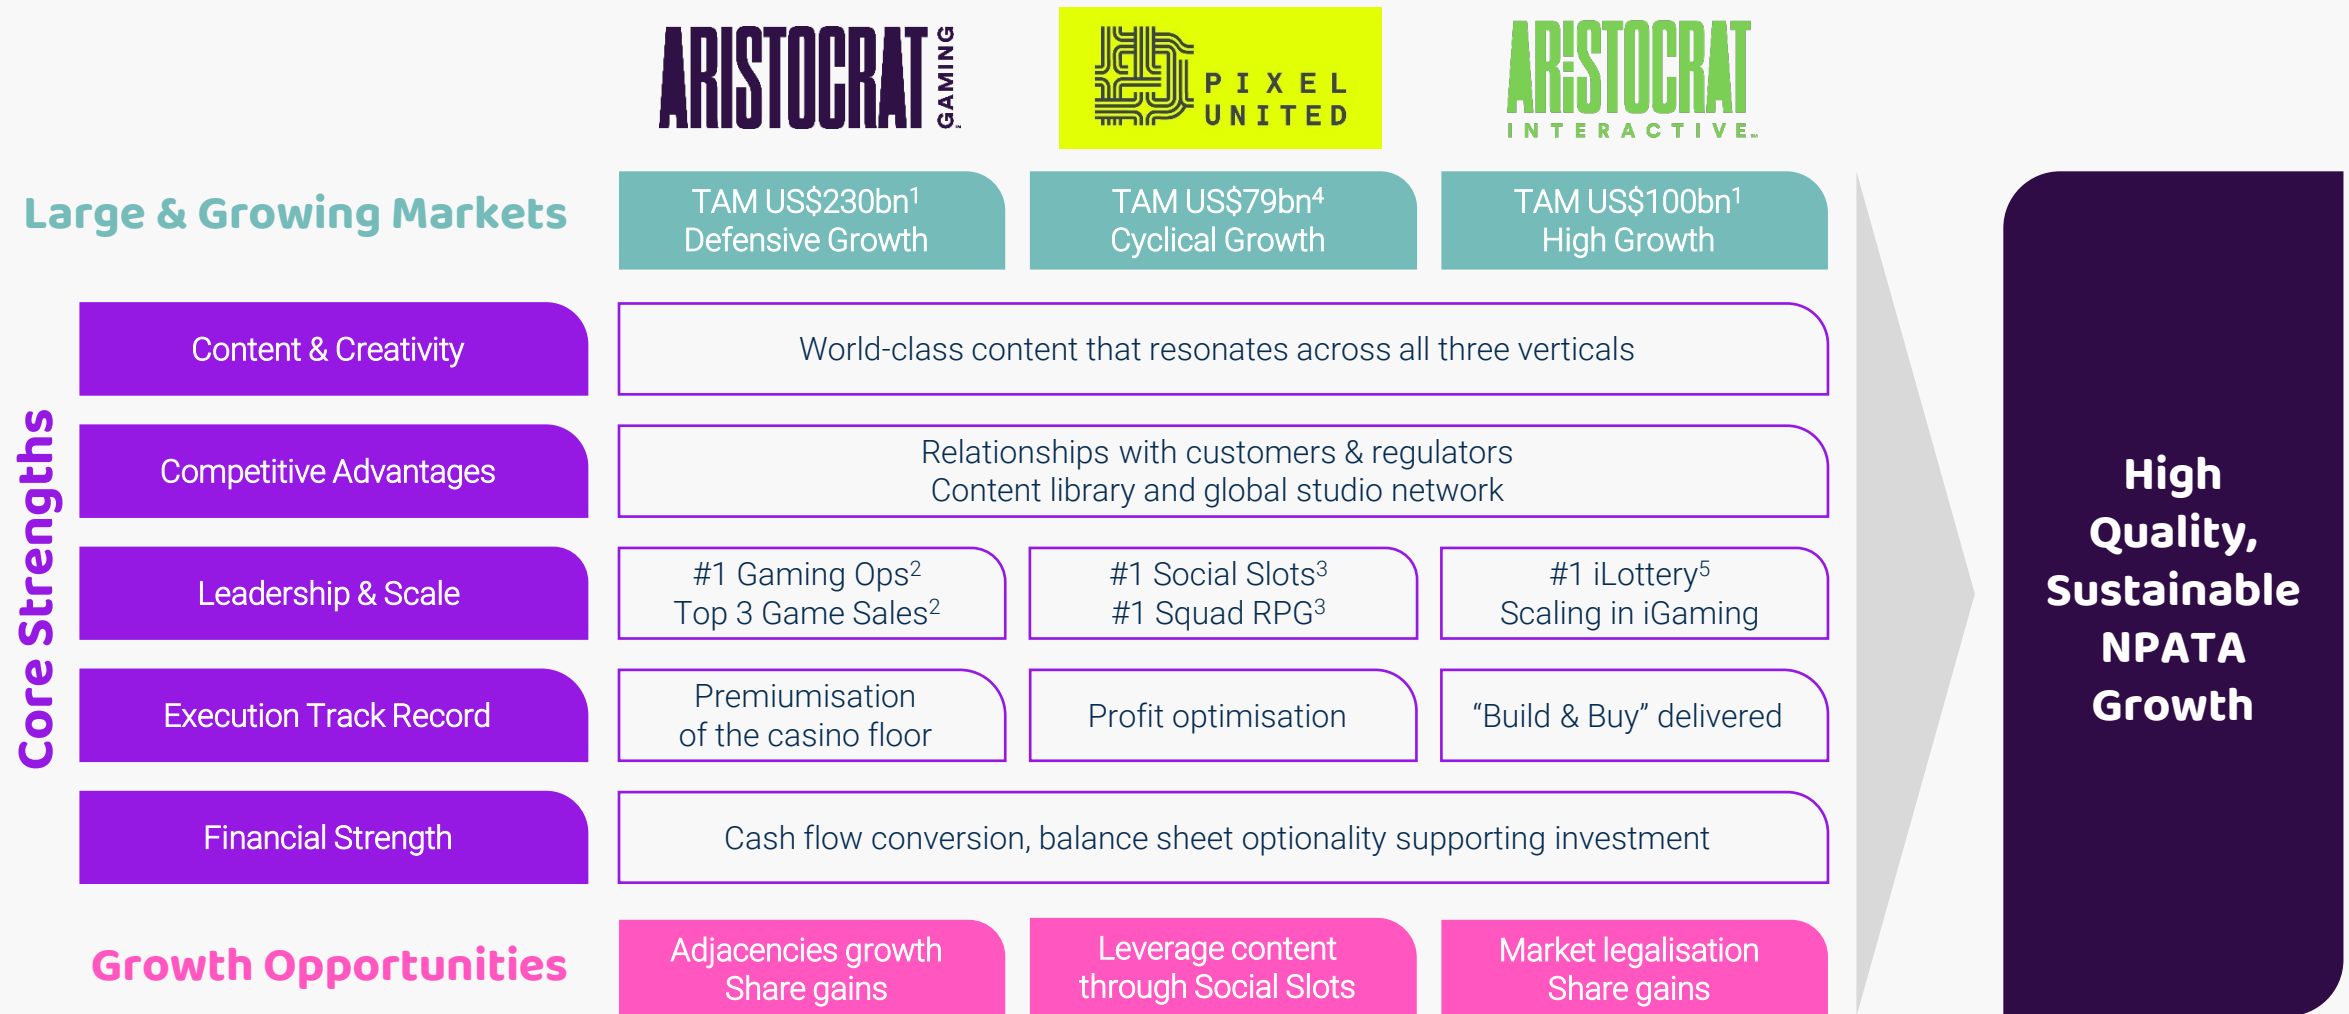 ARISTOCRAT GAMING™
PIXEL
UNITED
ARISTOCRAT
INTERACTIVE™
Large & Growing Markets
TAM US$230bn¹
Defensive Growth
TAM US$79bn⁴
Cyclical Growth
TAM US$100bn¹
High Growth
Core Strengths
Content & Creativity
World-class content that resonates across all three verticals
Competitive Advantages
Relationships with customers & regulators
Content library and global studio network
Leadership & Scale
#1 Gaming Ops²
Top 3 Game Sales²
#1 Social Slots³
#1 Squad RPG³
#1 iLottery⁵
Scaling in iGaming
Execution Track Record
Premiumisation
of the casino floor
Profit optimisation
“Build & Buy” delivered
Financial Strength
Cash flow conversion, balance sheet optionality supporting investment
Growth Opportunities
Adjacencies growth
Share gains
Leverage content
through Social Slots
Market legalisation
Share gains
High
Quality,
Sustainable
NPATA
Growth